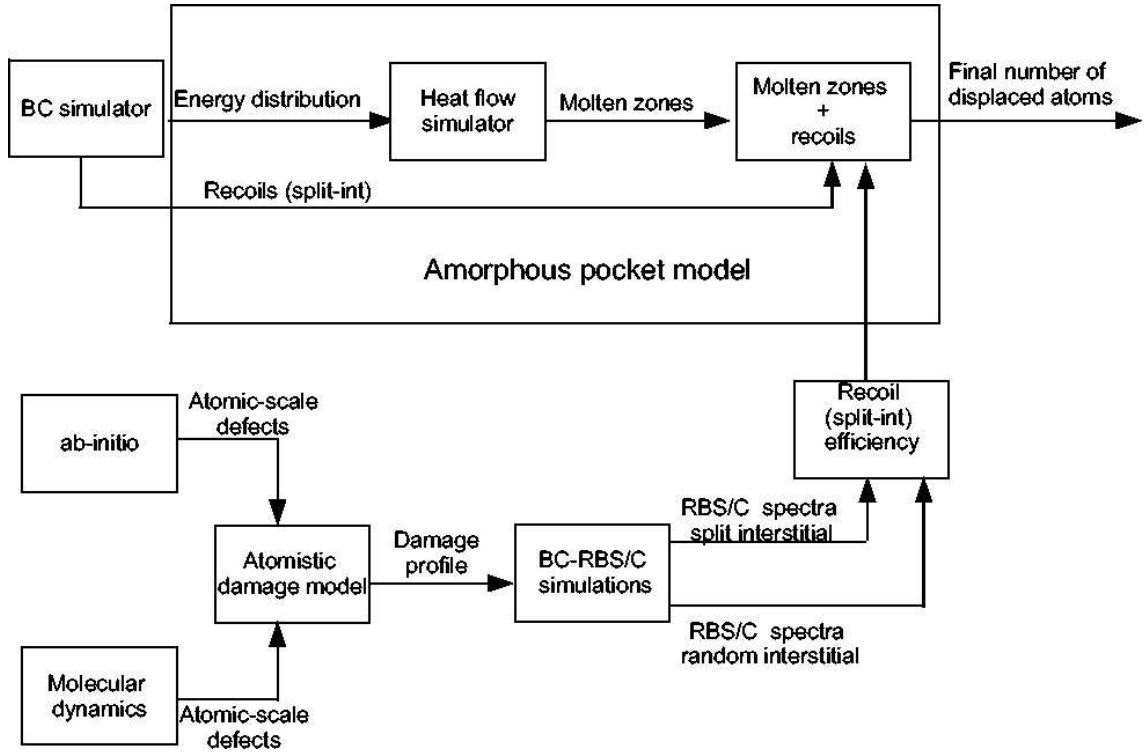 BC simulator
Energy distribution
Heat flow
simulator
Molten zones
Molten zones
+
recoils
Final number of
displaced atoms
Recoils (split-int)
Amorphous pocket model
ab-initio
Atomic-scale
defects
Recoil
(split-int)
efficiency
Atomistic
damage model
Damage
profile
BC-RBS/C
simulations
RBS/C spectra
split interstitial
RBS/C spectra
random interstitial
Molecular
dynamics
Atomic-scale
defects